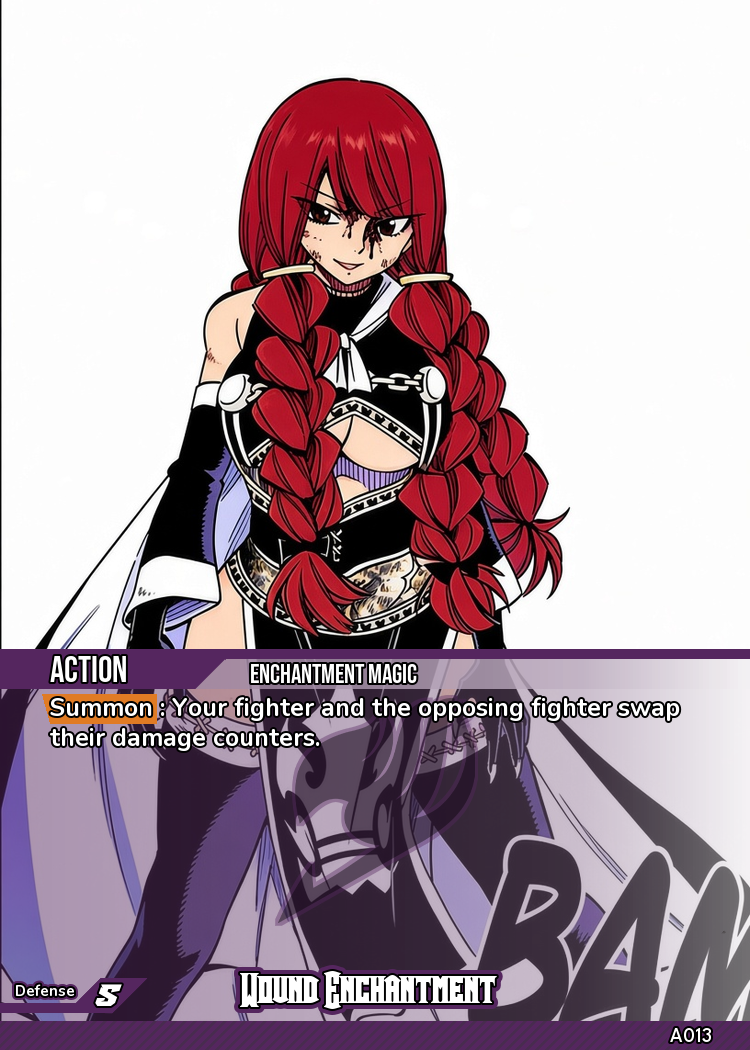 ACTION
ENCHANTMENT MAGIC
Summon : Your fighter and the opposing fighter swap
their damage counters.
BAM
Defense 5
Wound Enchantment
A013